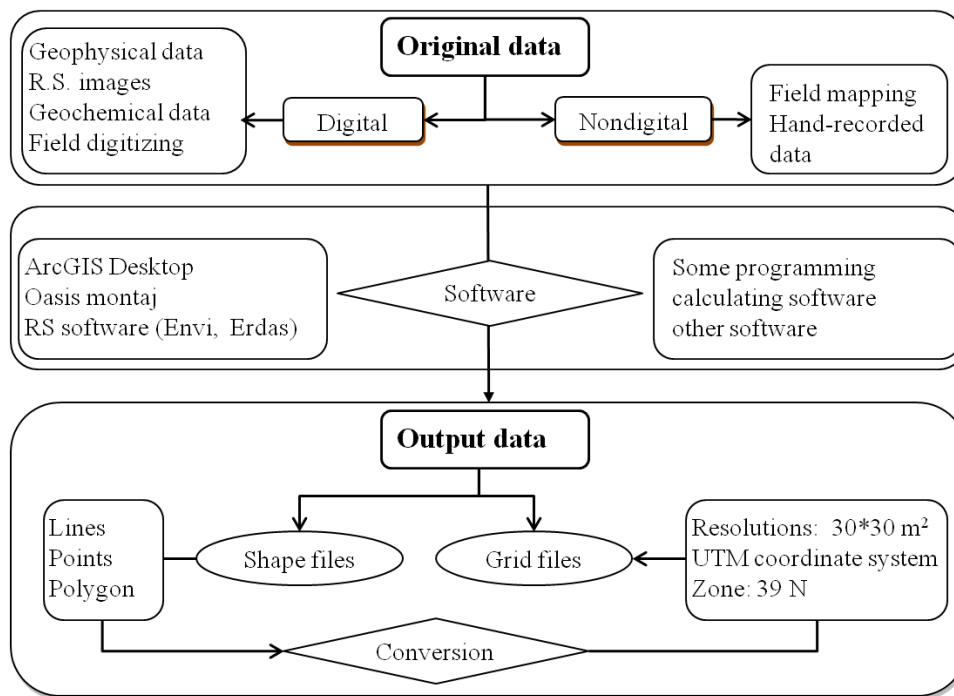 Original data
Geophysical data
R.S. images
Geochemical data
Field digitizing
Digital
Nondigital
Field mapping
Hand-recorded
data
ArcGIS Desktop
Oasis montaj
RS software (Envi, Erdas)
Software
Some programming
calculating software
other software
Output data
Lines
Points
Polygon
Shape files
Grid files
Resolutions: 30*30 m²
UTM coordinate system
Zone: 39 N
Conversion